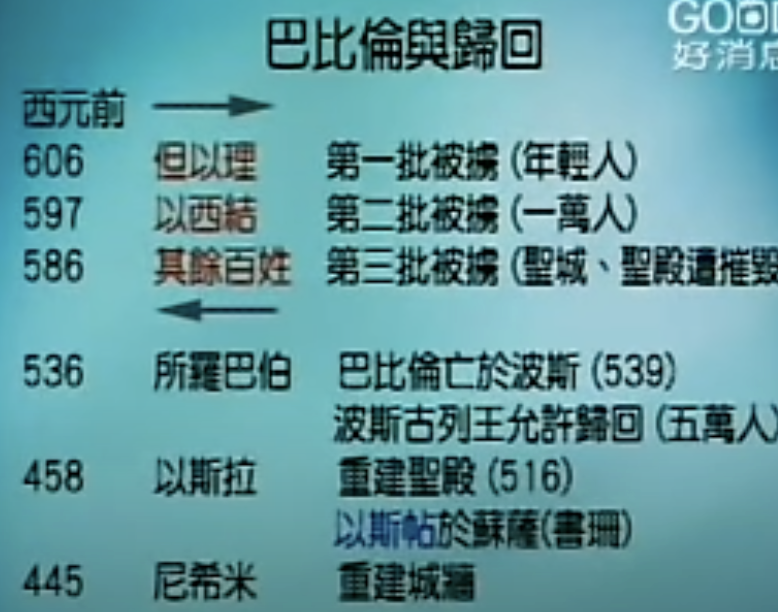 GOOD
好消息
巴比倫與歸回
西元前
606 但以理 第一批被擄 (年輕人)
597 以西結 第二批被擄 (一萬人)
586 其餘百姓 第三批被擄 (聖城、聖殿遭摧毀
536 所羅巴伯 巴比倫亡於波斯 (539)
波斯古列王允許歸回 (五萬人)
458 以斯拉 重建聖殿 (516)
以斯帖於蘇薩(書珊)
445 尼希米 重建城牆